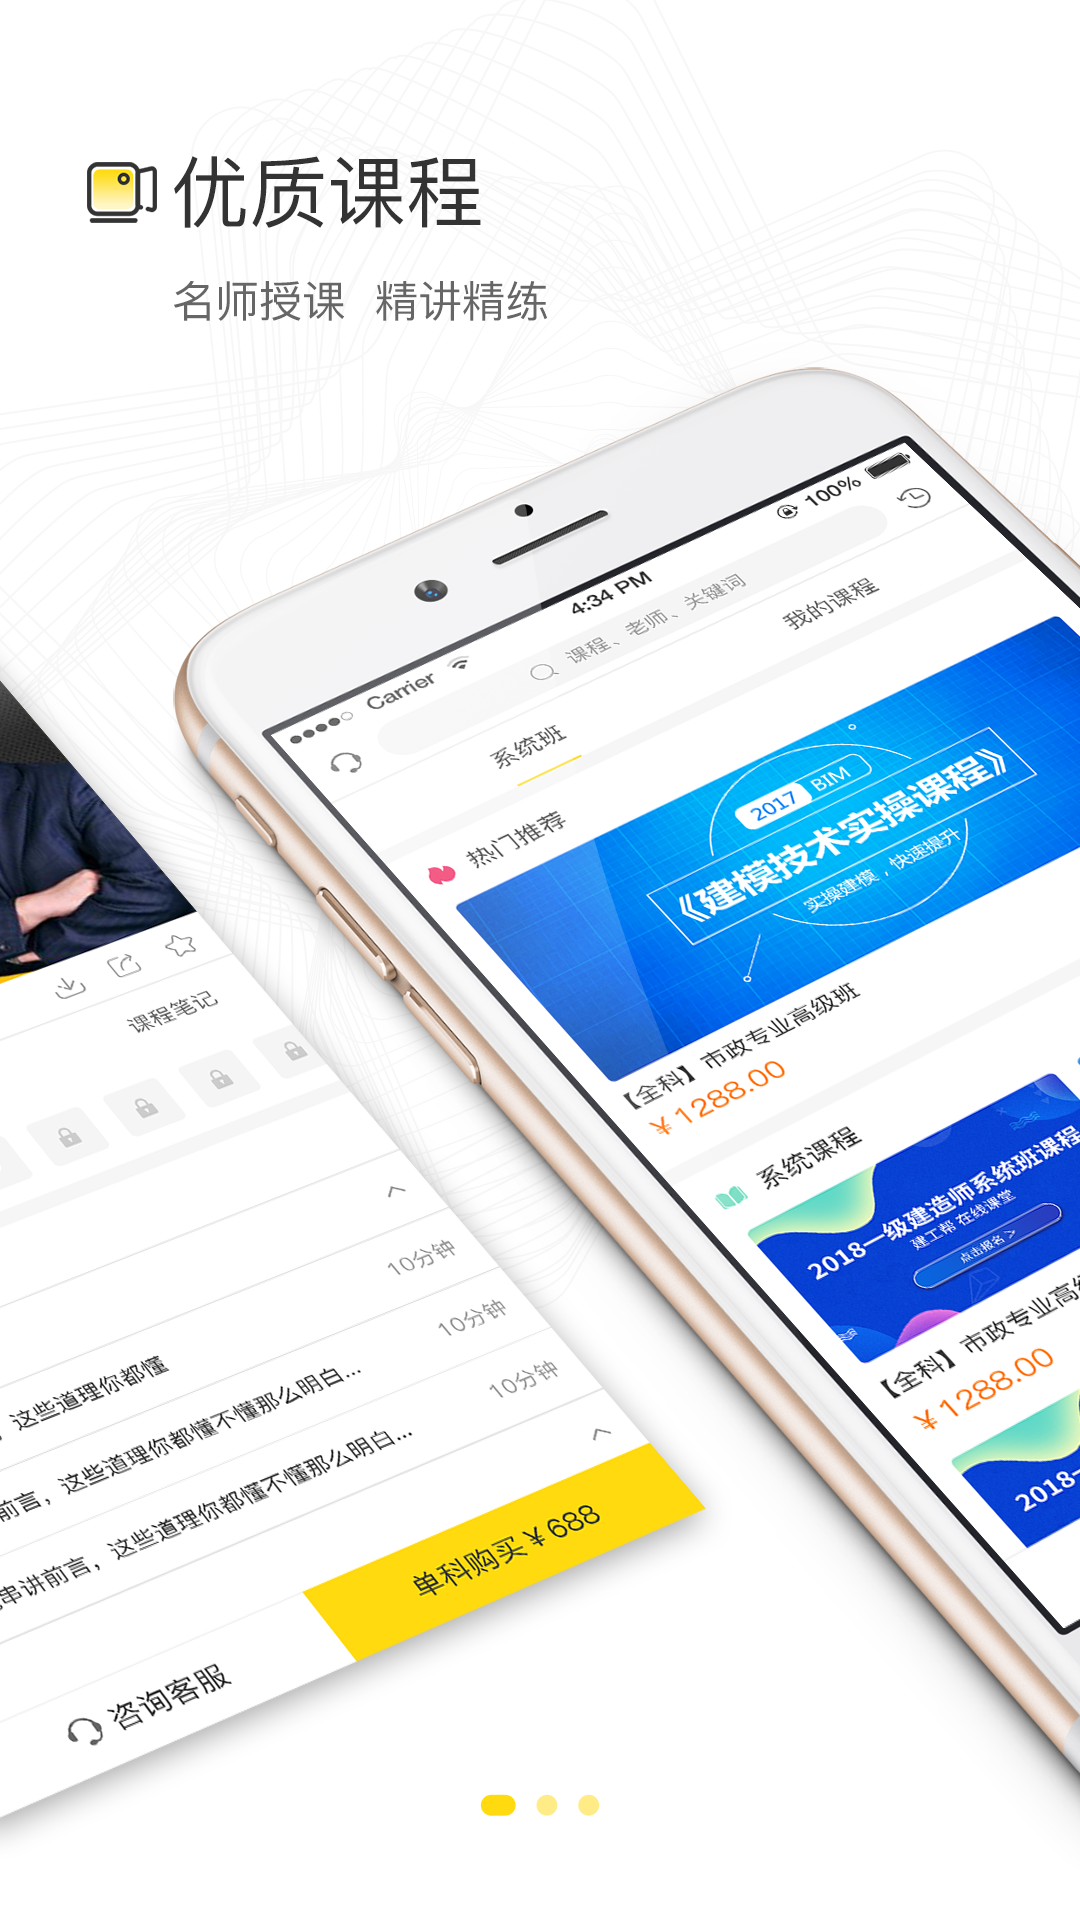 优质课程
名师授课 精讲精练
Carrier
4:34 PM
100%
课程、老师、关键词
系统班
我的课程
热门推荐
2017 BIM
《建模技术实操课程》
实操建模，快速提升
【全科】市政专业高级班
￥1288.00
系统课程
2018一级建造师系统班课程
建工帮 在线课堂
点击报名 >
【全科】市政专业高级
￥1288.00
2018一
课程笔记
10分钟
，这些道理你都懂
10分钟
前言，这些道理你都懂不懂那么明白...
10分钟
串讲前言，这些道理你都懂不懂那么明白...
咨询客服
单科购买￥688